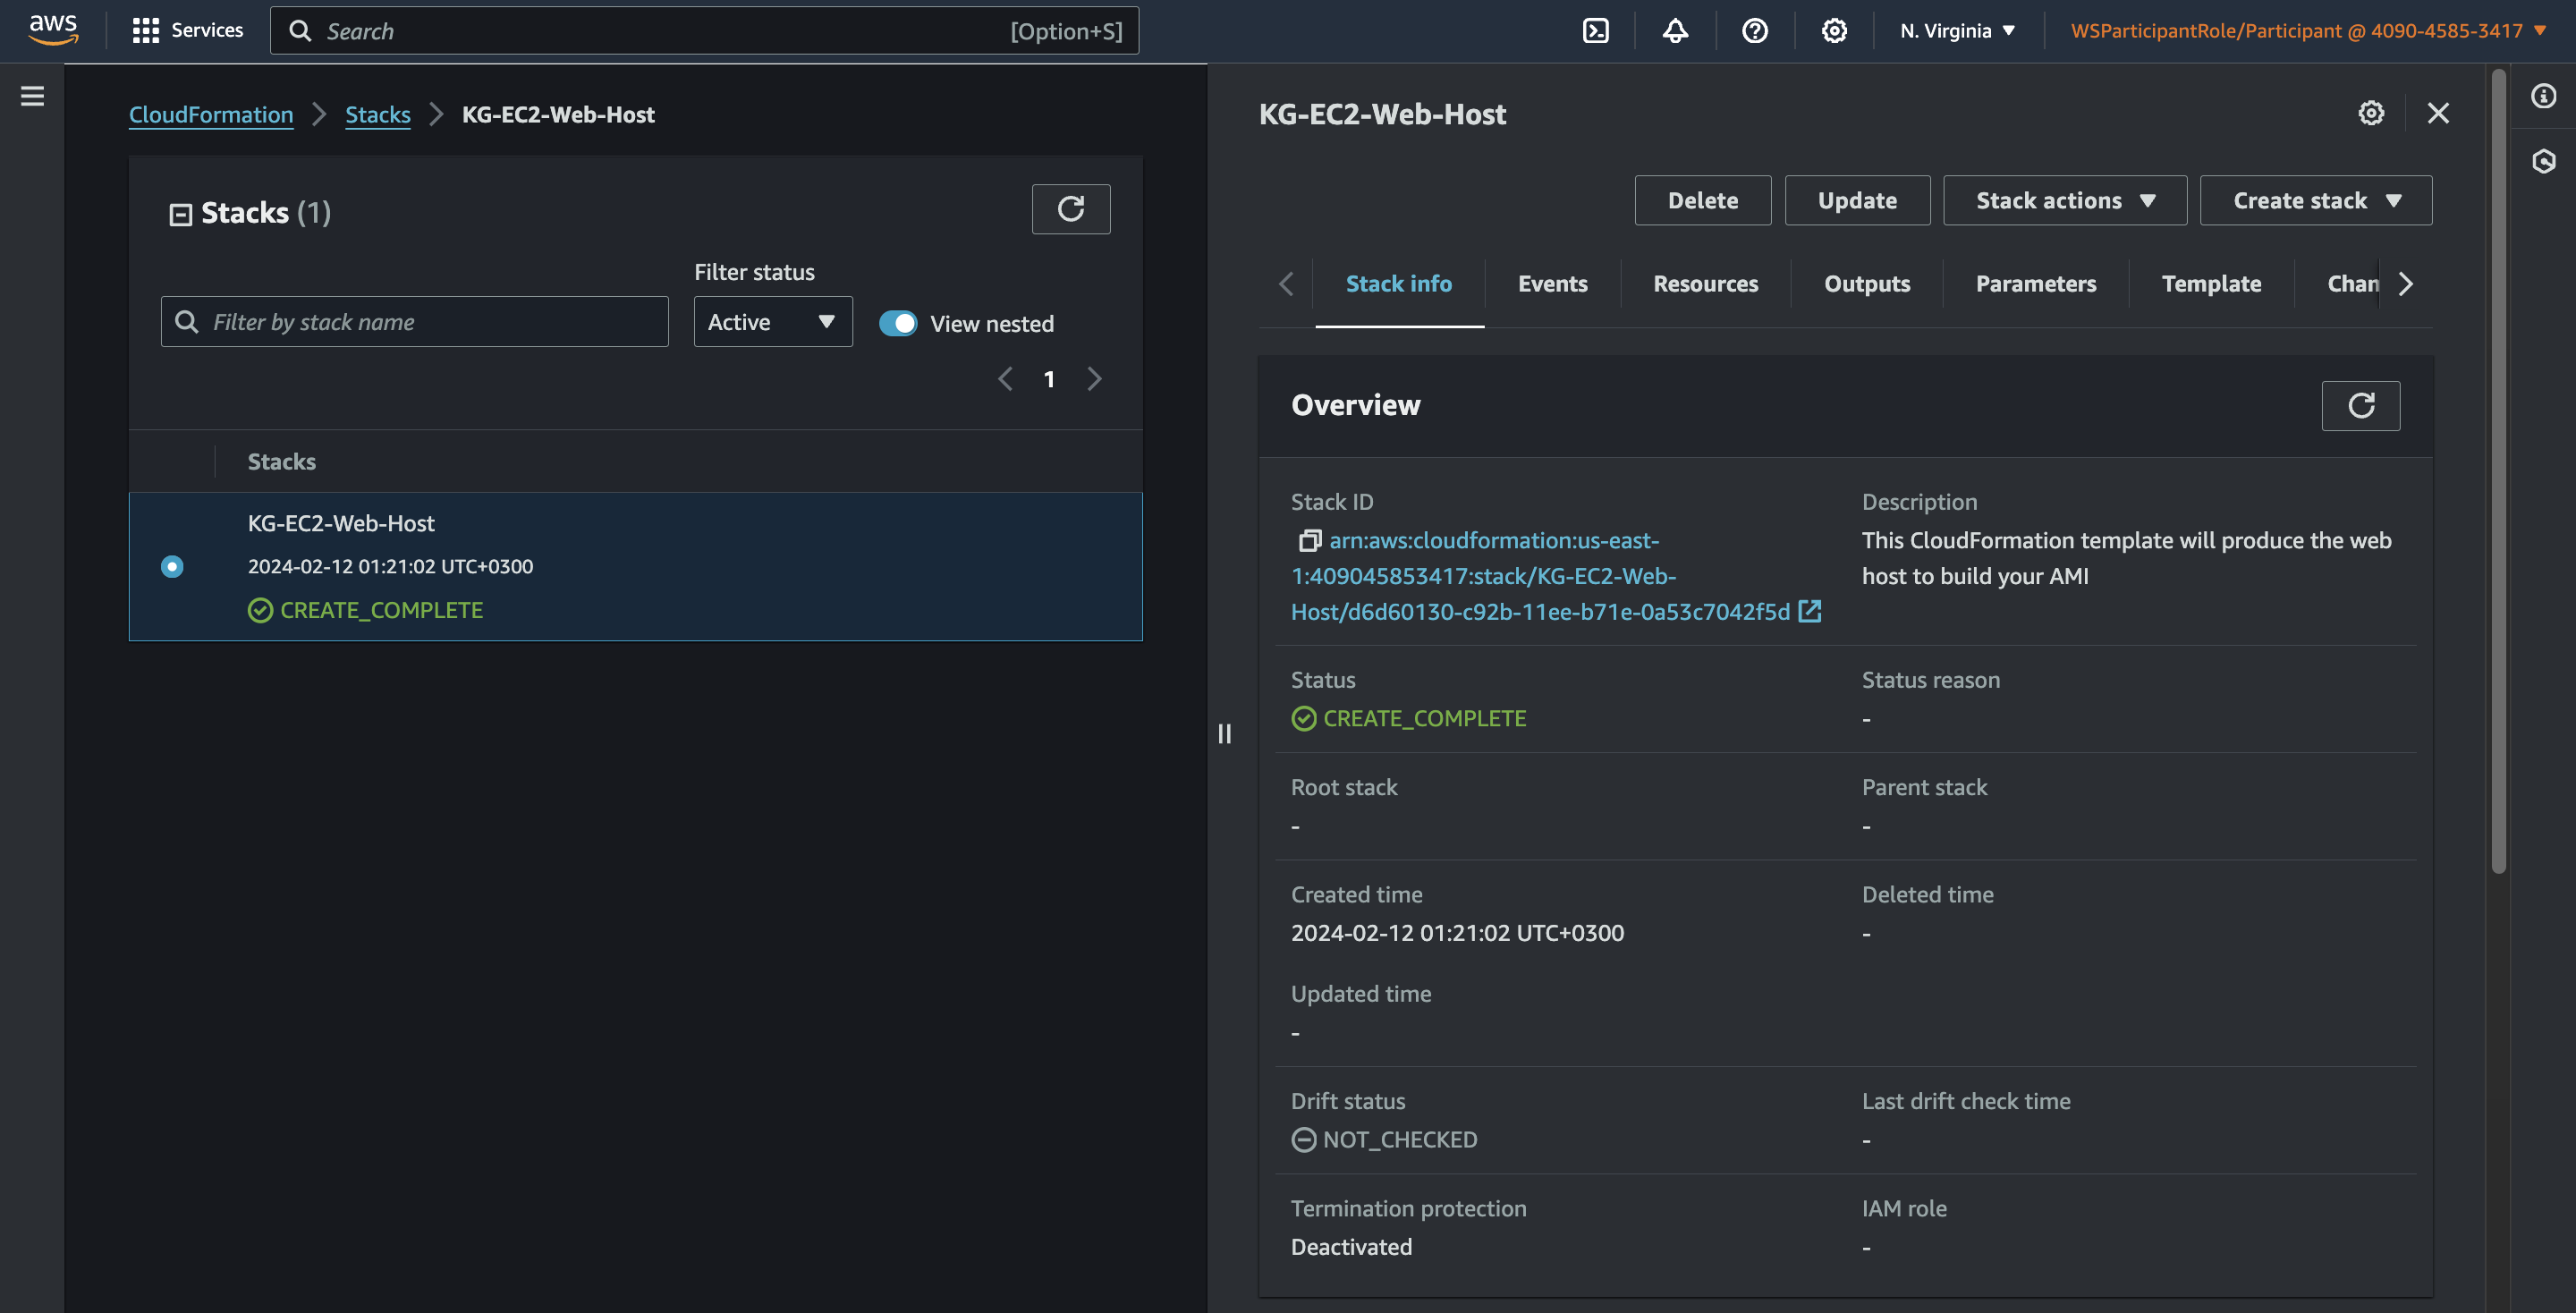 aws
Services
Search
[Option+S]
N. Virginia
WSParticipantRole/Participant @ 4090-4585-3417
CloudFormation
Stacks
KG-EC2-Web-Host
Stacks (1)
Filter status
Filter by stack name
Active
View nested
1
Stacks
KG-EC2-Web-Host
2024-02-12 01:21:02 UTC+0300
CREATE_COMPLETE
KG-EC2-Web-Host
Delete
Update
Stack actions
Create stack
Stack info
Events
Resources
Outputs
Parameters
Template
Chan
Overview
Stack ID
arn:aws:cloudformation:us-east-
1:409045853417:stack/KG-EC2-Web-
Host/d6d60130-c92b-11ee-b71e-0a53c7042f5d
Description
This CloudFormation template will produce the web
host to build your AMI
Status
CREATE_COMPLETE
Status reason
-
Root stack
-
Parent stack
-
Created time
2024-02-12 01:21:02 UTC+0300
Deleted time
-
Updated time
-
Drift status
NOT_CHECKED
Last drift check time
-
Termination protection
Deactivated
IAM role
-